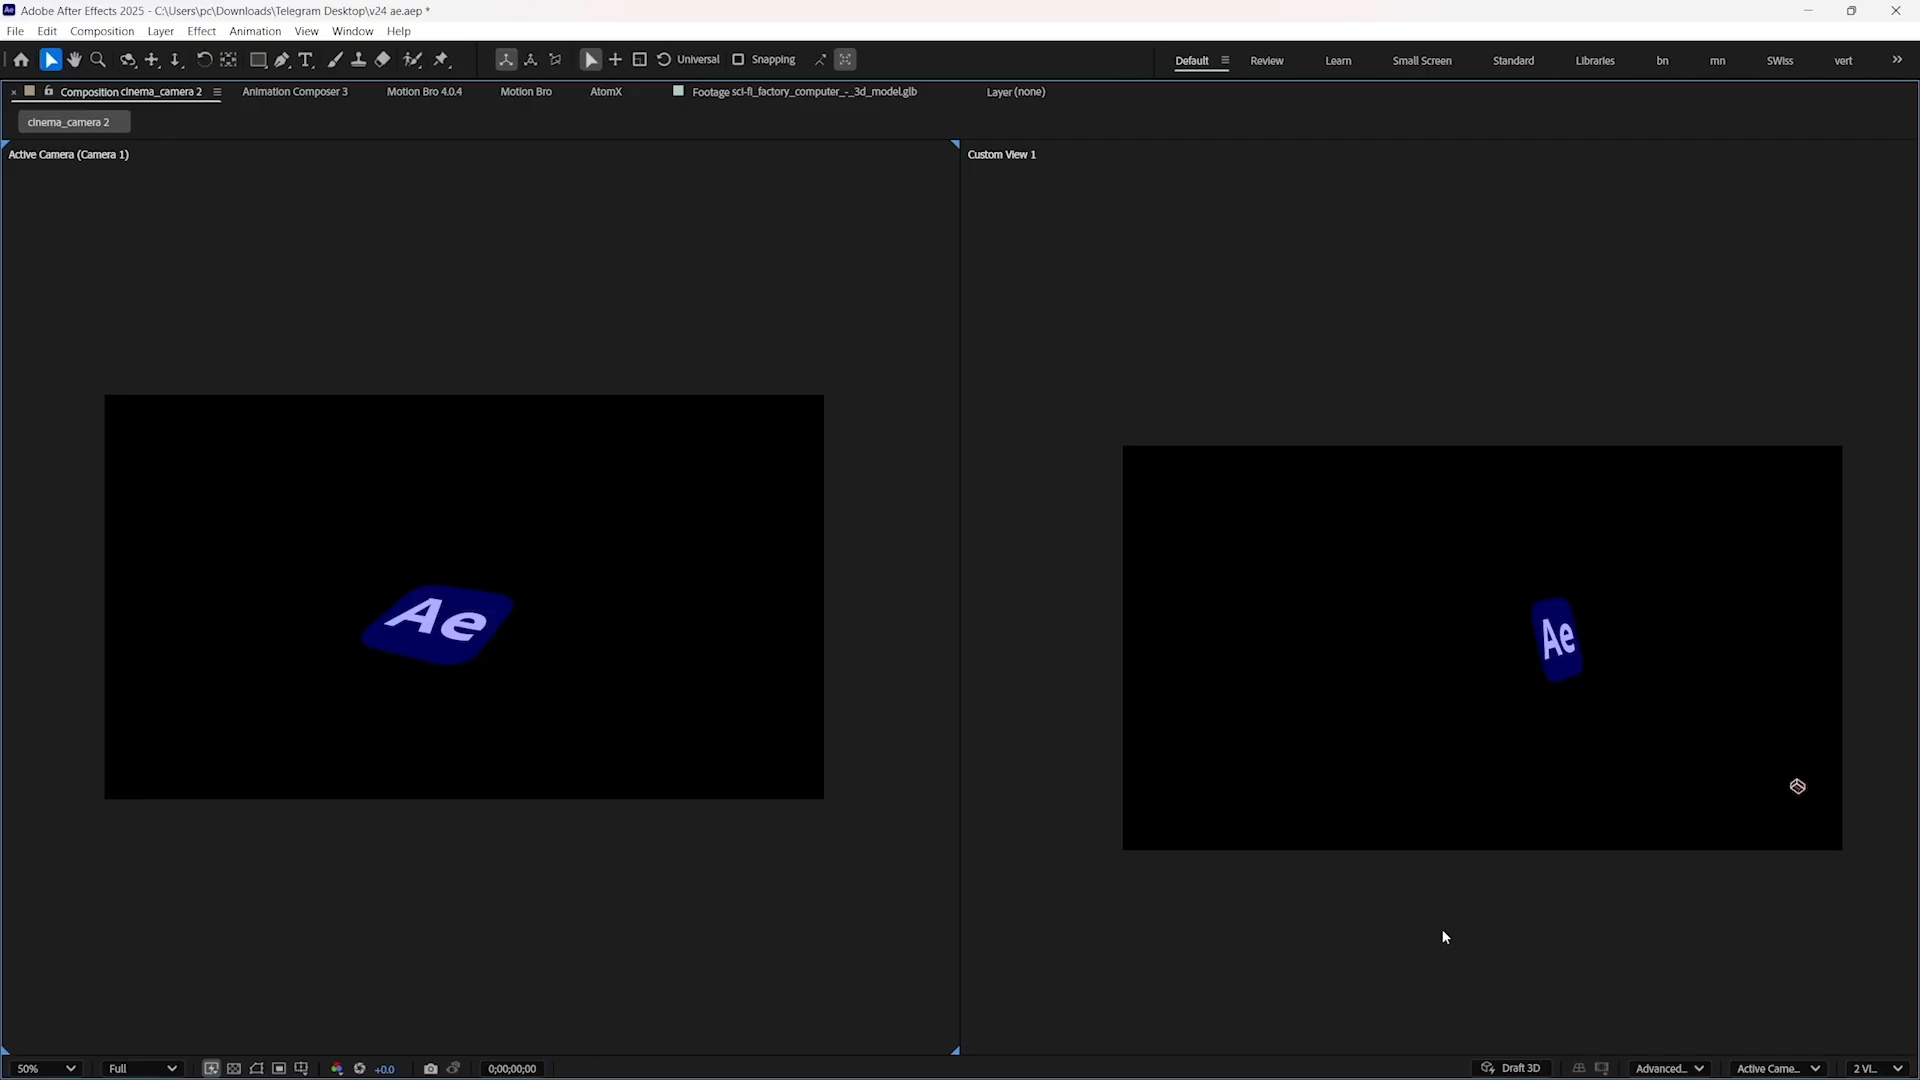 Ae Adobe After Effects 2025 - C:\Users\pc\Downloads\Telegram Desktop\v24 ae.aep *
File Edit Composition Layer Effect Animation View Window Help
Universal Snapping Default Review Learn Small Screen Standard Libraries bn mn SWiss vert
Composition cinema_camera 2 Animation Composer 3 Motion Bro 4.0.4 Motion Bro AtomX Footage sci-fi_factory_computer_-_3d_model.glb Layer (none)
cinema_camera 2
Active Camera (Camera 1) Custom View 1
Ae
Ae
50% Full +0.0 0;00;00;00 Draft 3D Advanced... Active Came... 2 Vi...